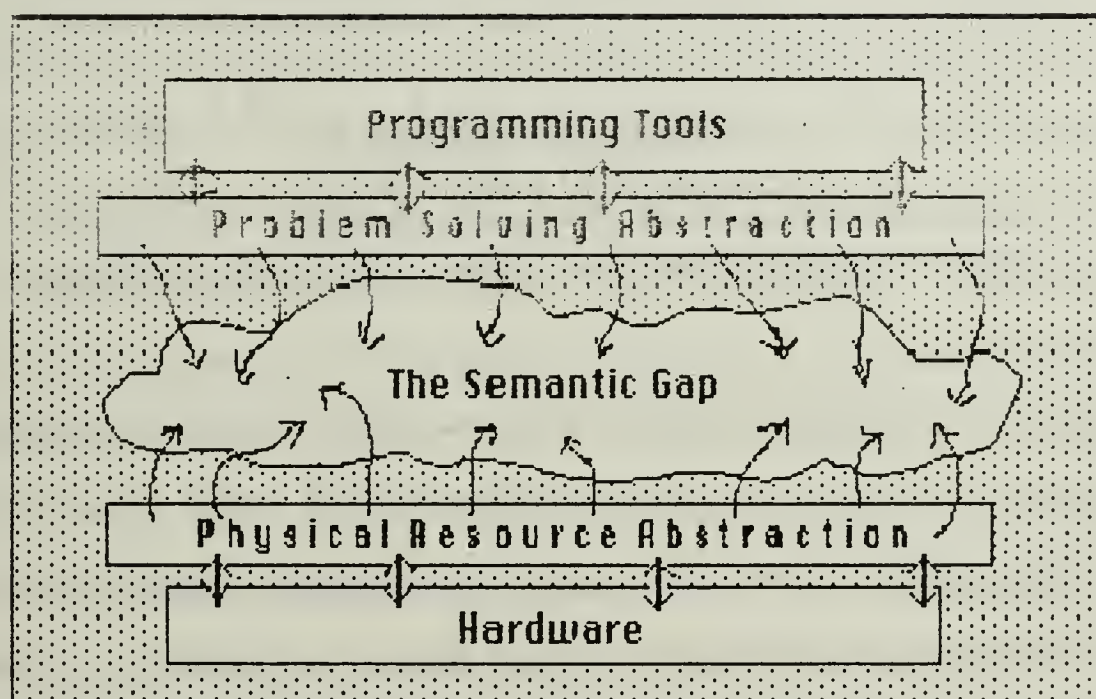 Programming Tools
Problem Solving Abstraction
The Semantic Gap
Physical Resource Abstraction
Hardware